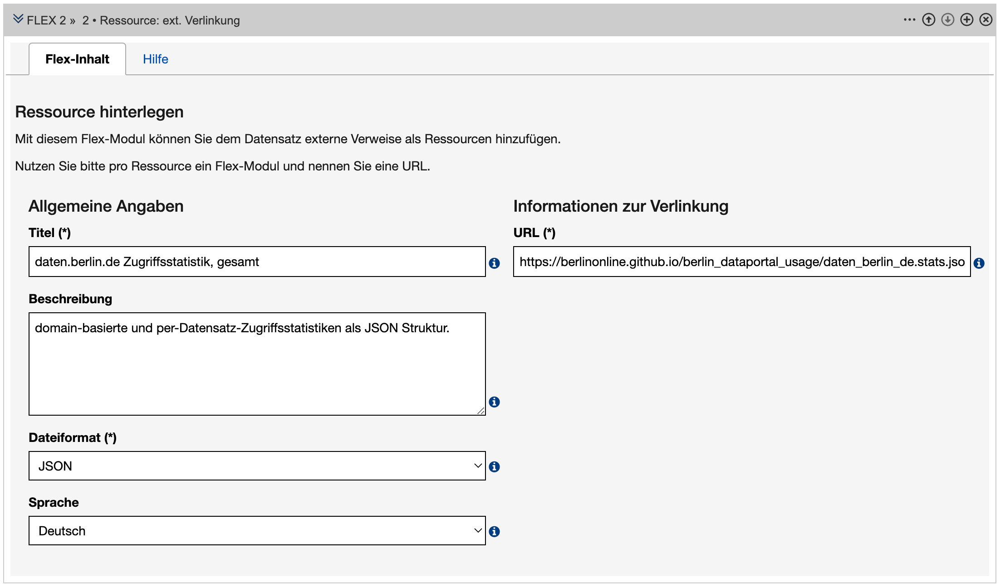 FLEX 2 » 2 • Ressource: ext. Verlinkung
Flex-Inhalt
Hilfe
Ressource hinterlegen
Mit diesem Flex-Modul können Sie dem Datensatz externe Verweise als Ressourcen hinzufügen.
Nutzen Sie bitte pro Ressource ein Flex-Modul und nennen Sie eine URL.
Allgemeine Angaben
Titel (*)
daten.berlin.de Zugriffsstatistik, gesamt
Beschreibung
domain-basierte und per-Datensatz-Zugriffsstatistiken als JSON Struktur.
Dateiformat (*)
JSON
Sprache
Deutsch
Informationen zur Verlinkung
URL (*)
https://berlinonline.github.io/berlin_dataportal_usage/daten_berlin_de.stats.jso